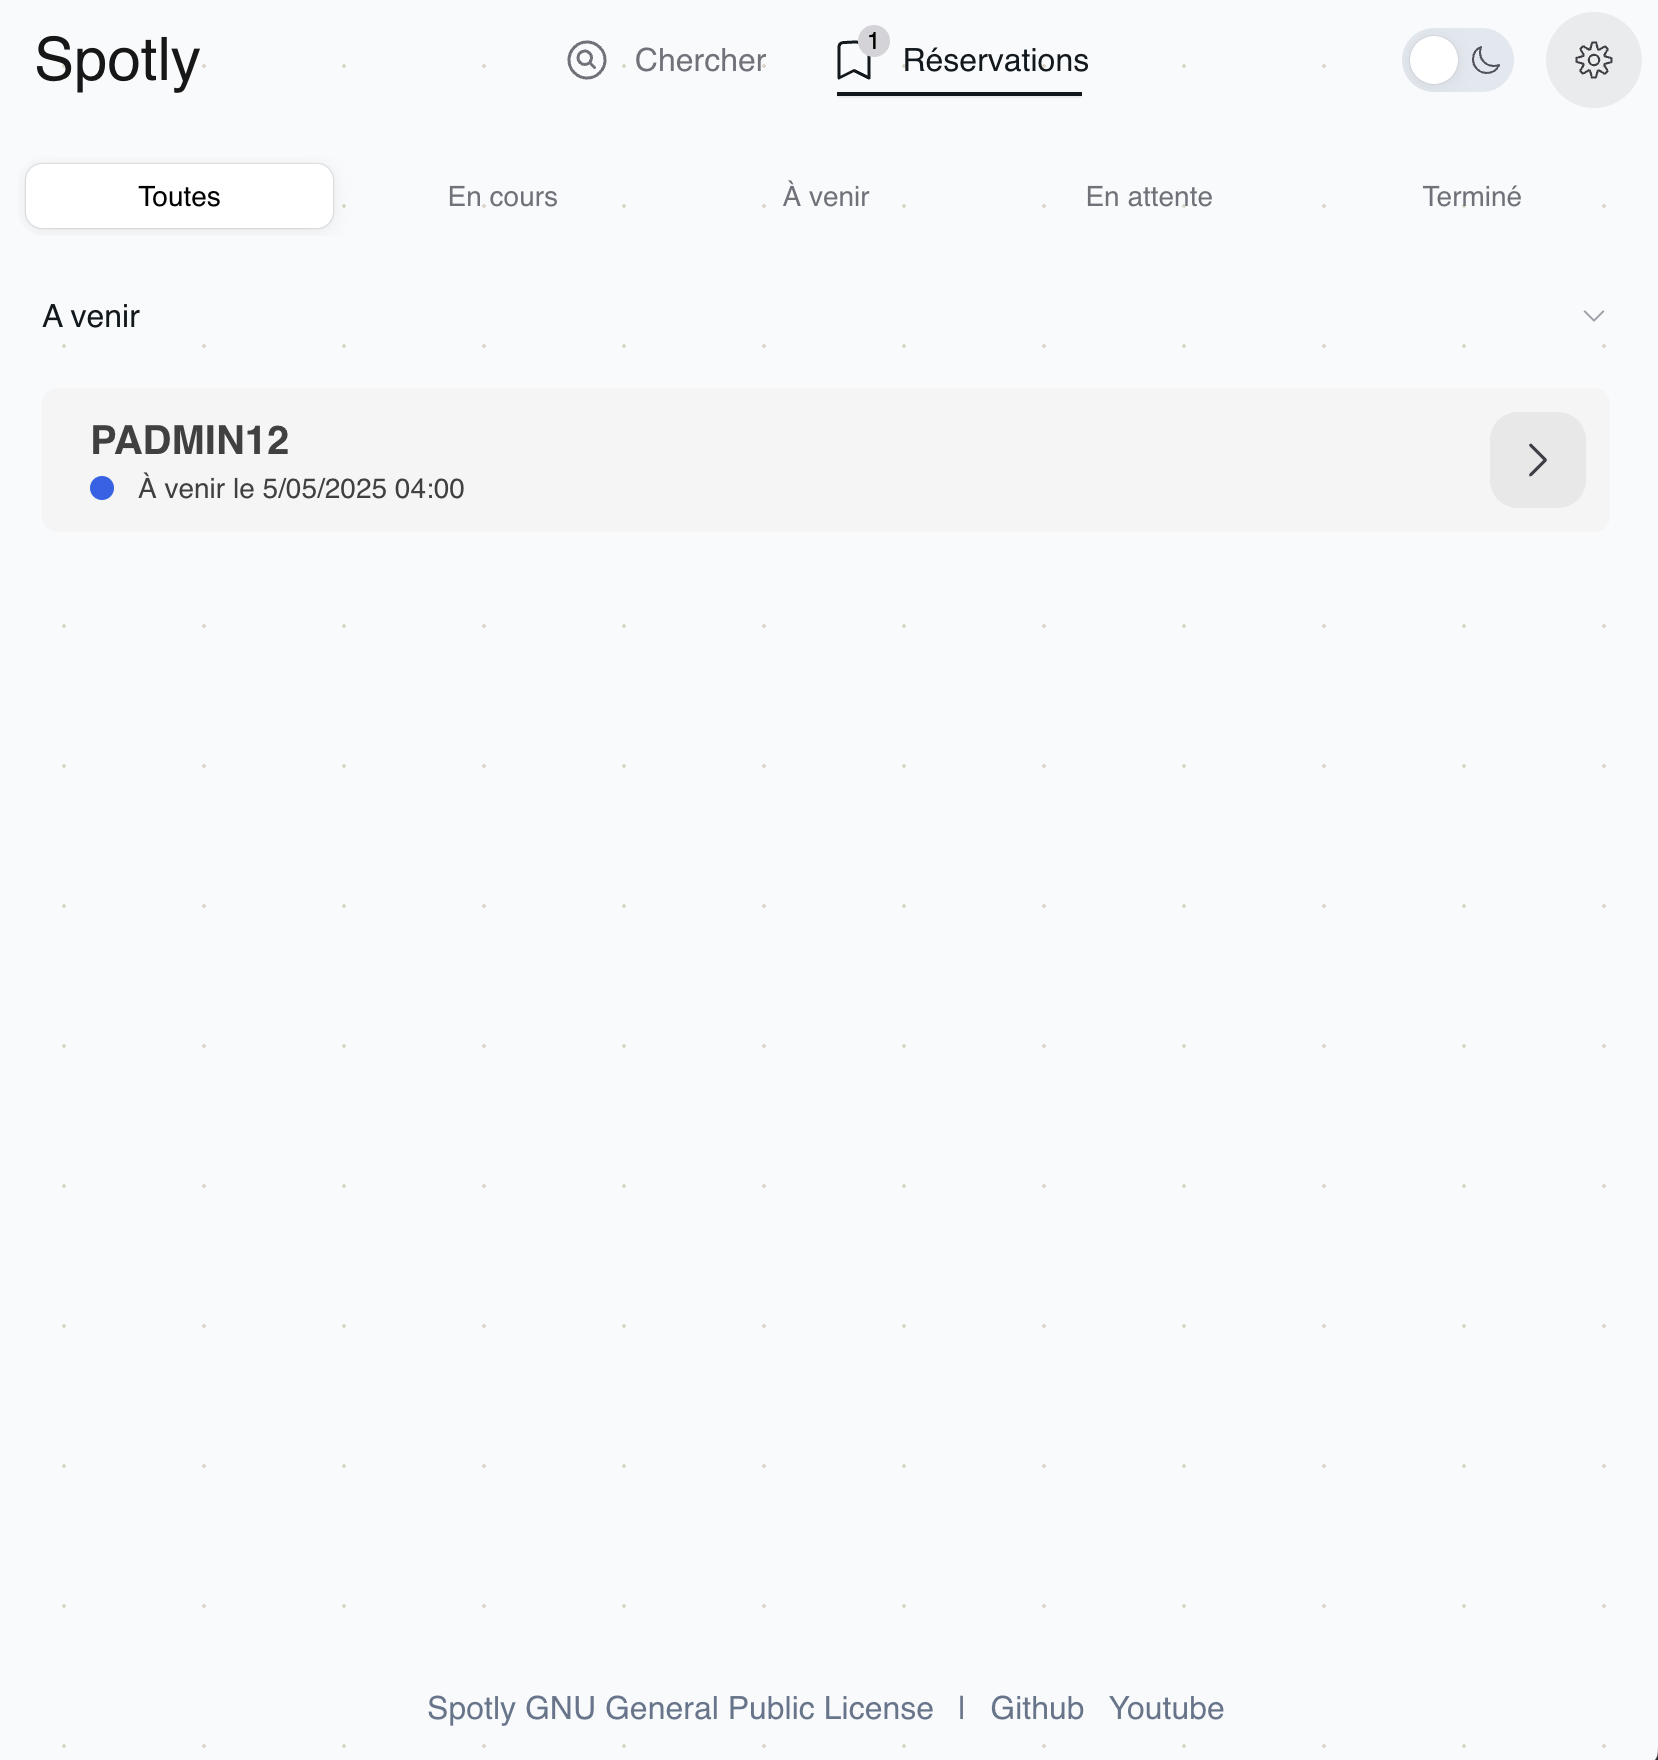 Spotly
Chercher
1
Réservations
Toutes
En cours
À venir
En attente
Terminé
A venir
PADMIN12
À venir le 5/05/2025 04:00
Spotly GNU General Public License | Github Youtube